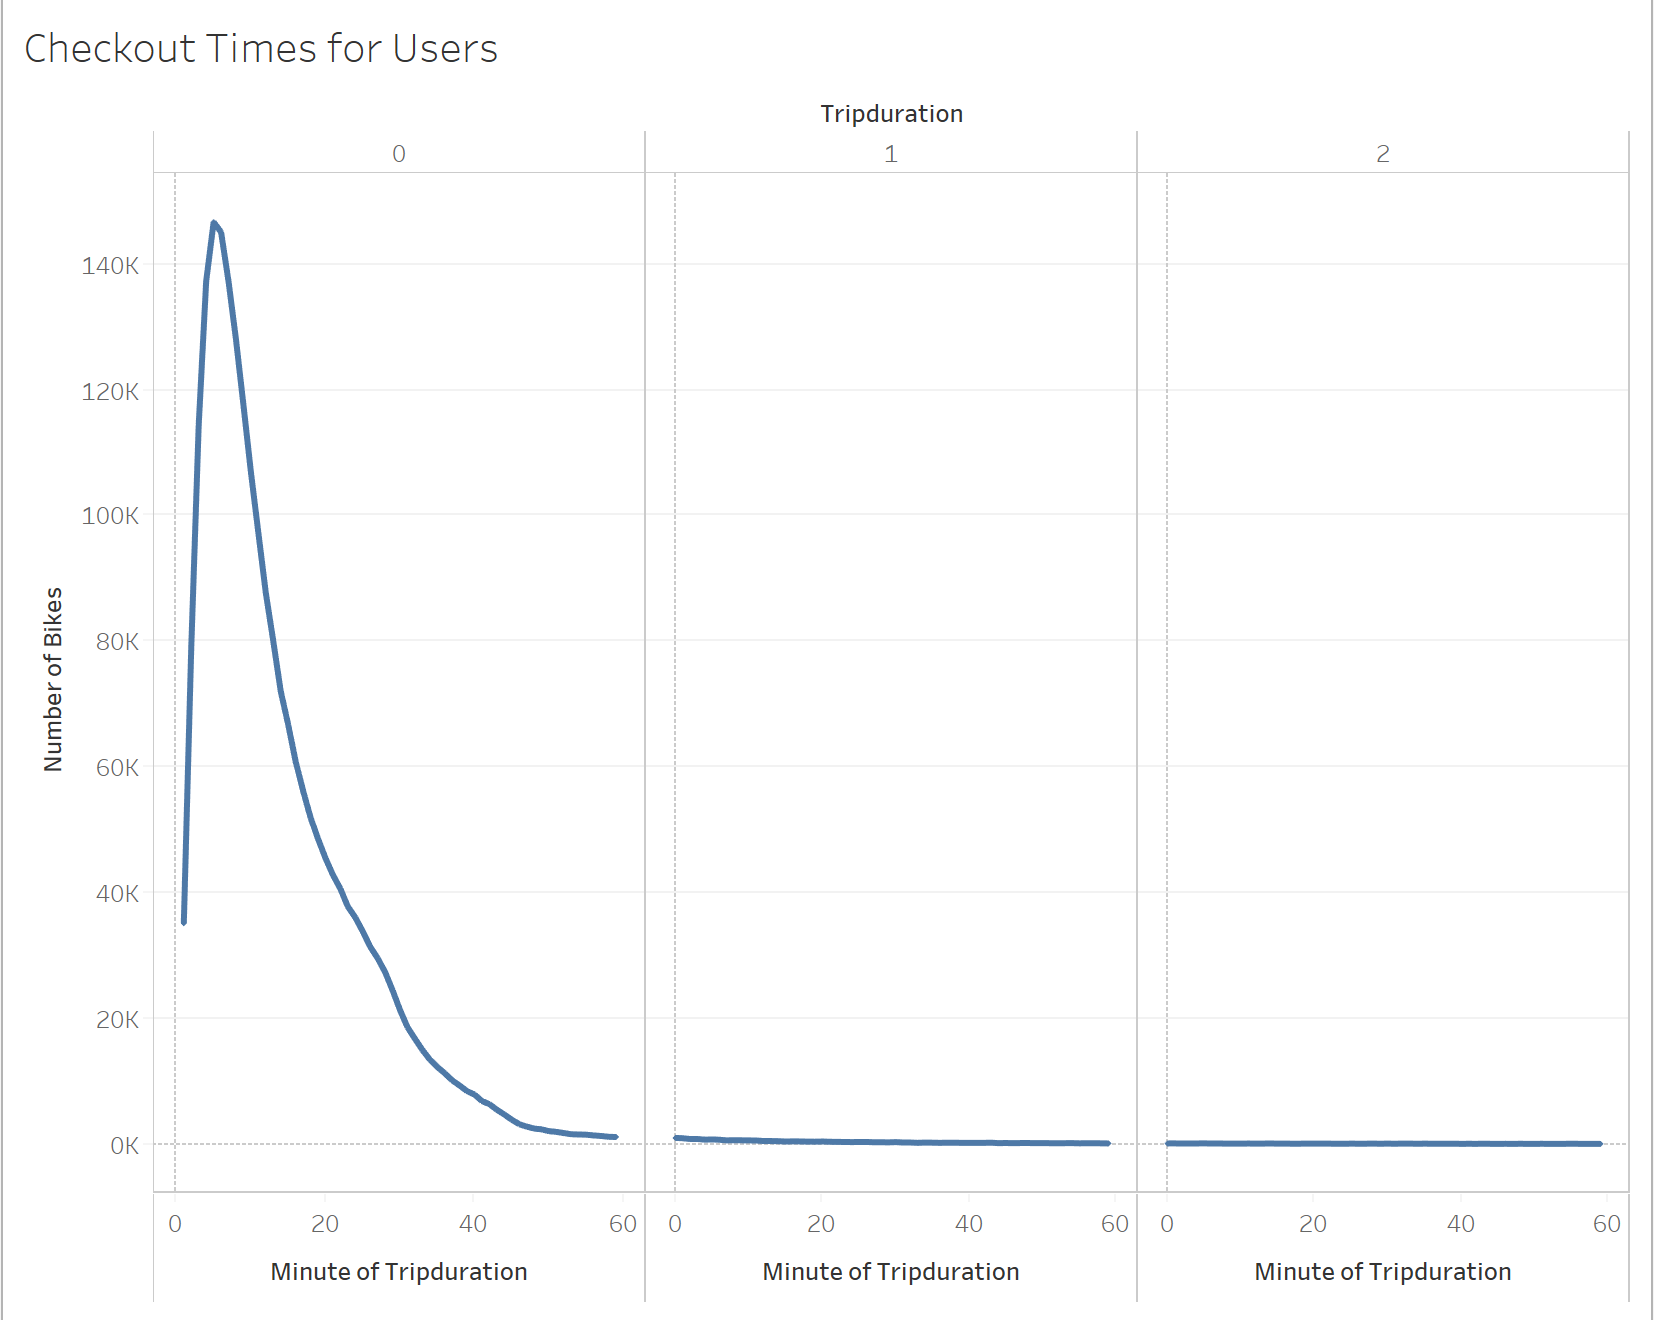 Checkout Times for Users
Tripduration
0 1 2
140K
120K
100K
80K
60K
40K
20K
0K
Number of Bikes
0 20 40 60 0 20 40 60 0 20 40 60
Minute of Tripduration Minute of Tripduration Minute of Tripduration